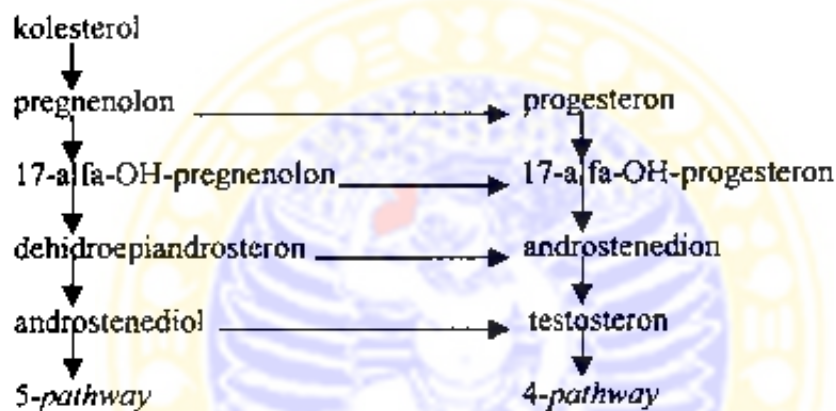 kolesterol
pregnenolon progesteron
17-alfa-OH-pregnenolon 17-alfa-OH-progesteron
dehidroepiandrosteron androstenedion
androstenediol testosteron
5-pathway 4-pathway